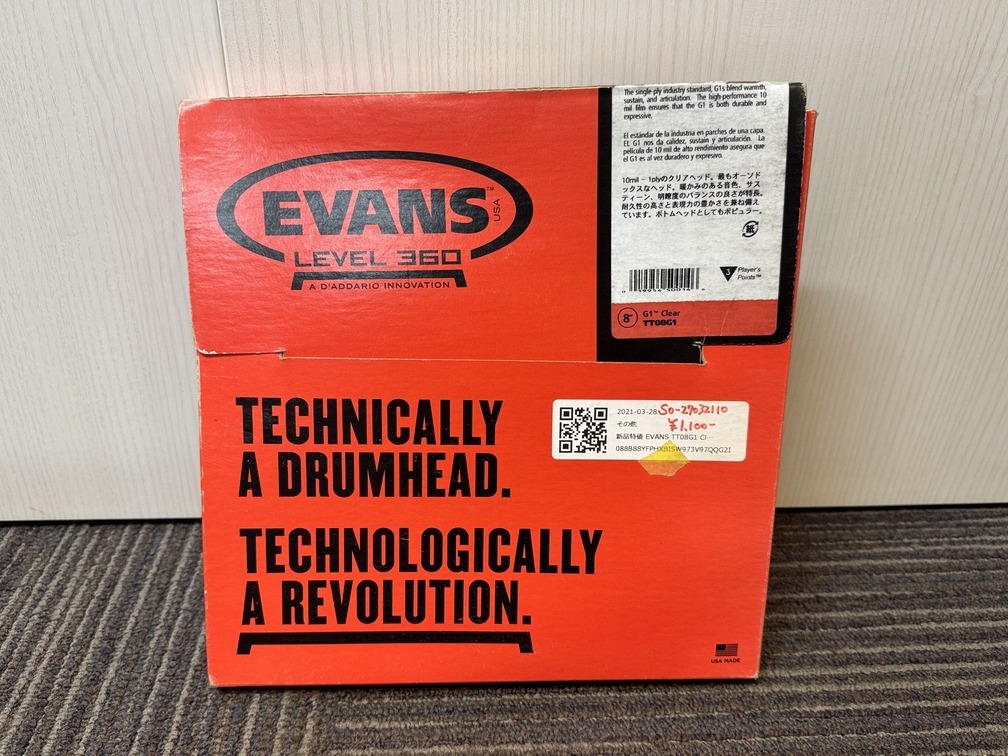 EVANS™
USA
LEVEL 360
A D'ADDARIO INNOVATION
The single-ply industry standard, G1s blend warmth,
sustain, and articulation. The high-performance 10
mil film ensures that the G1 is both durable and
expressive.
El estándar de la industria en parches de una capa.
EL G1 nos da calidez, sustain y articulación. La
película de 10 mil de alto rendimiento asegura que
el G1 es al vez duradero y expresivo.
10mil - 1plyのクリアヘッド。最もオーソド
ックスなヘッド。暖かみのある音色、サス
ティーン、明瞭度のバランスの良さが特長。
耐久性の高さと表現力の豊かさを兼ね備え
ています。ボトムヘッドとしてもポピュラー。
紙
3 Player's
Points™
8" G1™ Clear
TT08G1
TECHNICALLY
A DRUMHEAD.
TECHNOLOGICALLY
A REVOLUTION.
2021-03-28 SO-27032110
その他 ¥1,100-
新品特価 EVANS TT08G1 Cl…
USA MADE